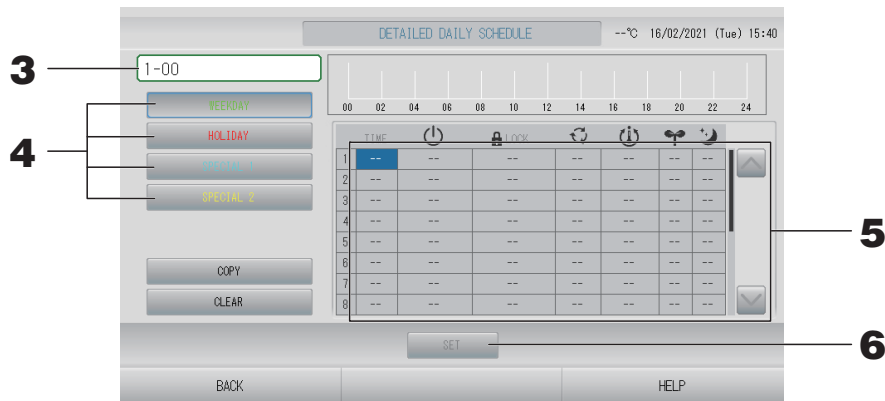 DETAILED DAILY SCHEDULE --℃ 16/02/2021 (Tue) 15:40
3 1-00
00 02 04 06 08 10 12 14 16 18 20 22 24
4 WEEKDAY
HOLIDAY
SPECIAL 1
SPECIAL 2
COPY
CLEAR
TIME LOCK
1 -- -- -- -- -- -- --
2 -- -- -- -- -- -- --
3 -- -- -- -- -- -- --
4 -- -- -- -- -- -- --
5 -- -- -- -- -- -- --
6 -- -- -- -- -- -- --
7 -- -- -- -- -- -- --
8 -- -- -- -- -- -- --
5
SET 6
BACK HELP